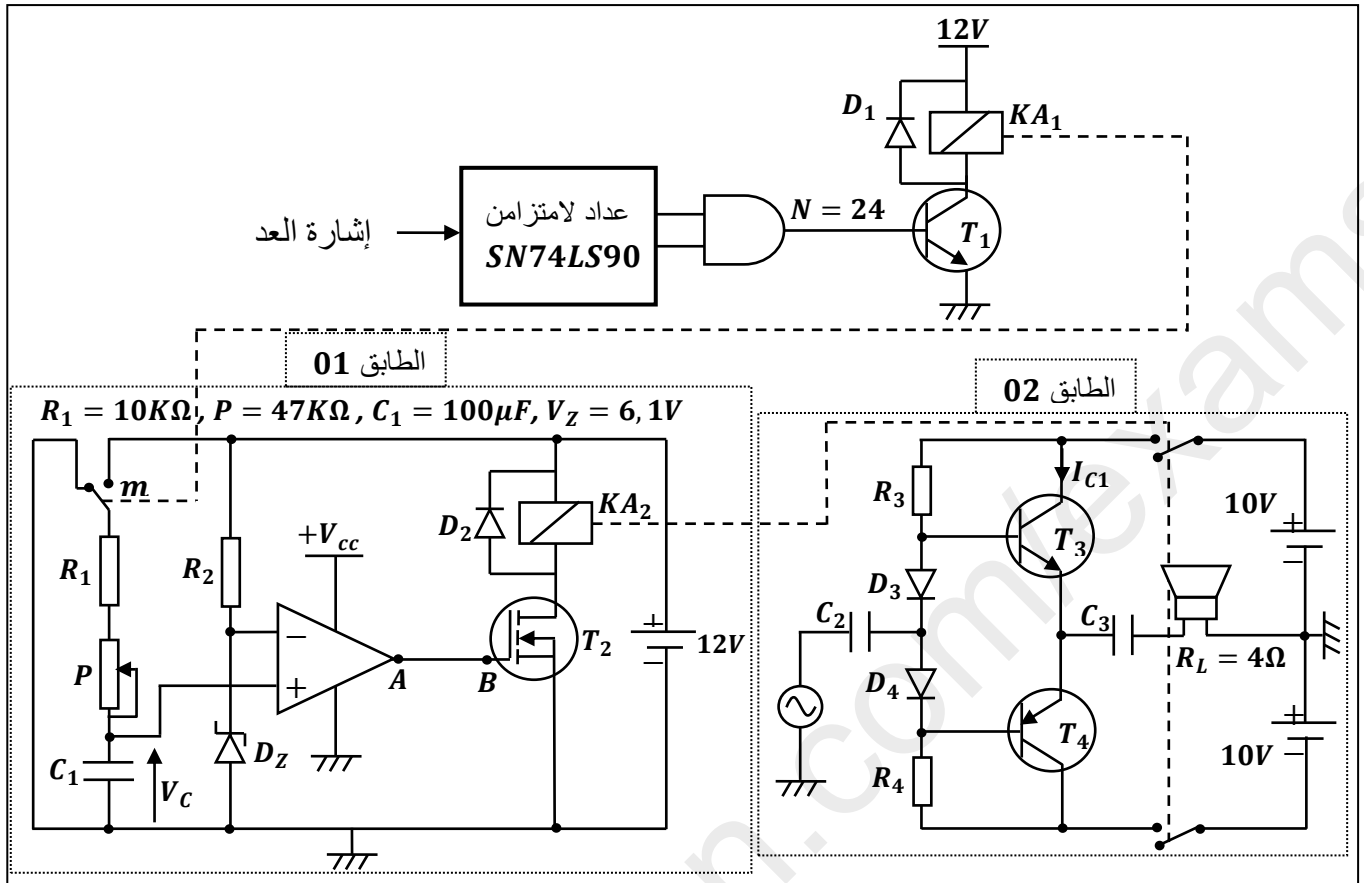 12V
D₁
KA₁
إشارة العد
عداد لامتزامن
SN74LS90
N = 24
T₁
الطابق 01
الطابق 02
R₁ = 10KΩ, P = 47KΩ, C₁ = 100μF, V_Z = 6,1V
m
R₁
R₂
+V_cc
D₂
KA₂
P
−
+
A
B
T₂
+
−
12V
C₁
V_C
D_Z
R₃
I_C1
T₃
10V
+
−
D₃
C₂
C₃
D₄
R_L = 4Ω
T₄
R₄
10V
+
−
n.com/exams